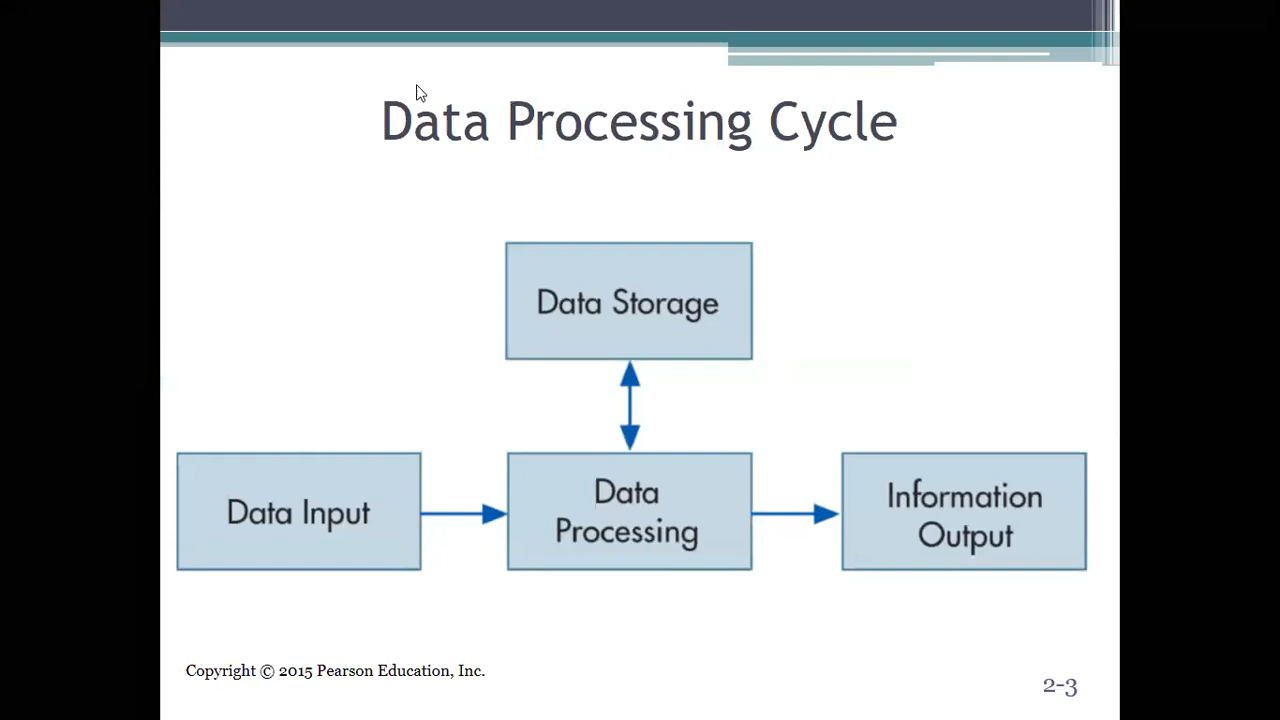 Data Processing Cycle
Data Storage
Data Input
Data
Processing
Information
Output
Copyright © 2015 Pearson Education, Inc.
2-3